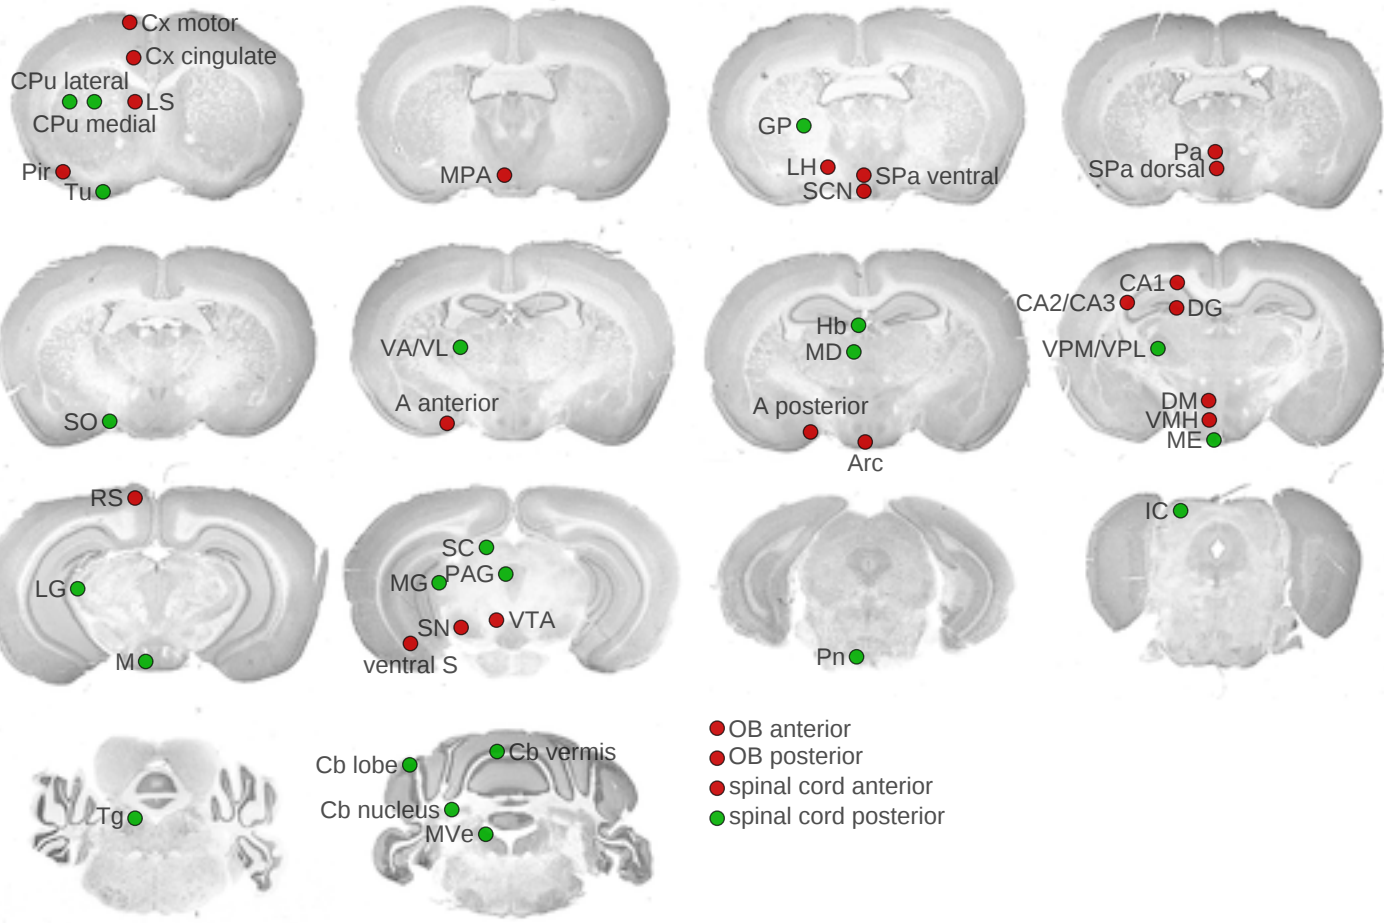 Cx motor
Cx cingulate
CPu lateral
LS
CPu medial
Pir
Tu
MPA
GP
LH
SPa ventral
SCN
Pa
SPa dorsal
SO
VA/VL
A anterior
Hb
MD
A posterior
Arc
CA1
CA2/CA3
DG
VPM/VPL
DM
VMH
ME
RS
LG
M
SC
MG
PAG
SN
VTA
ventral S
Pn
IC
Tg
Cb lobe
Cb vermis
Cb nucleus
MVe
OB anterior
OB posterior
spinal cord anterior
spinal cord posterior